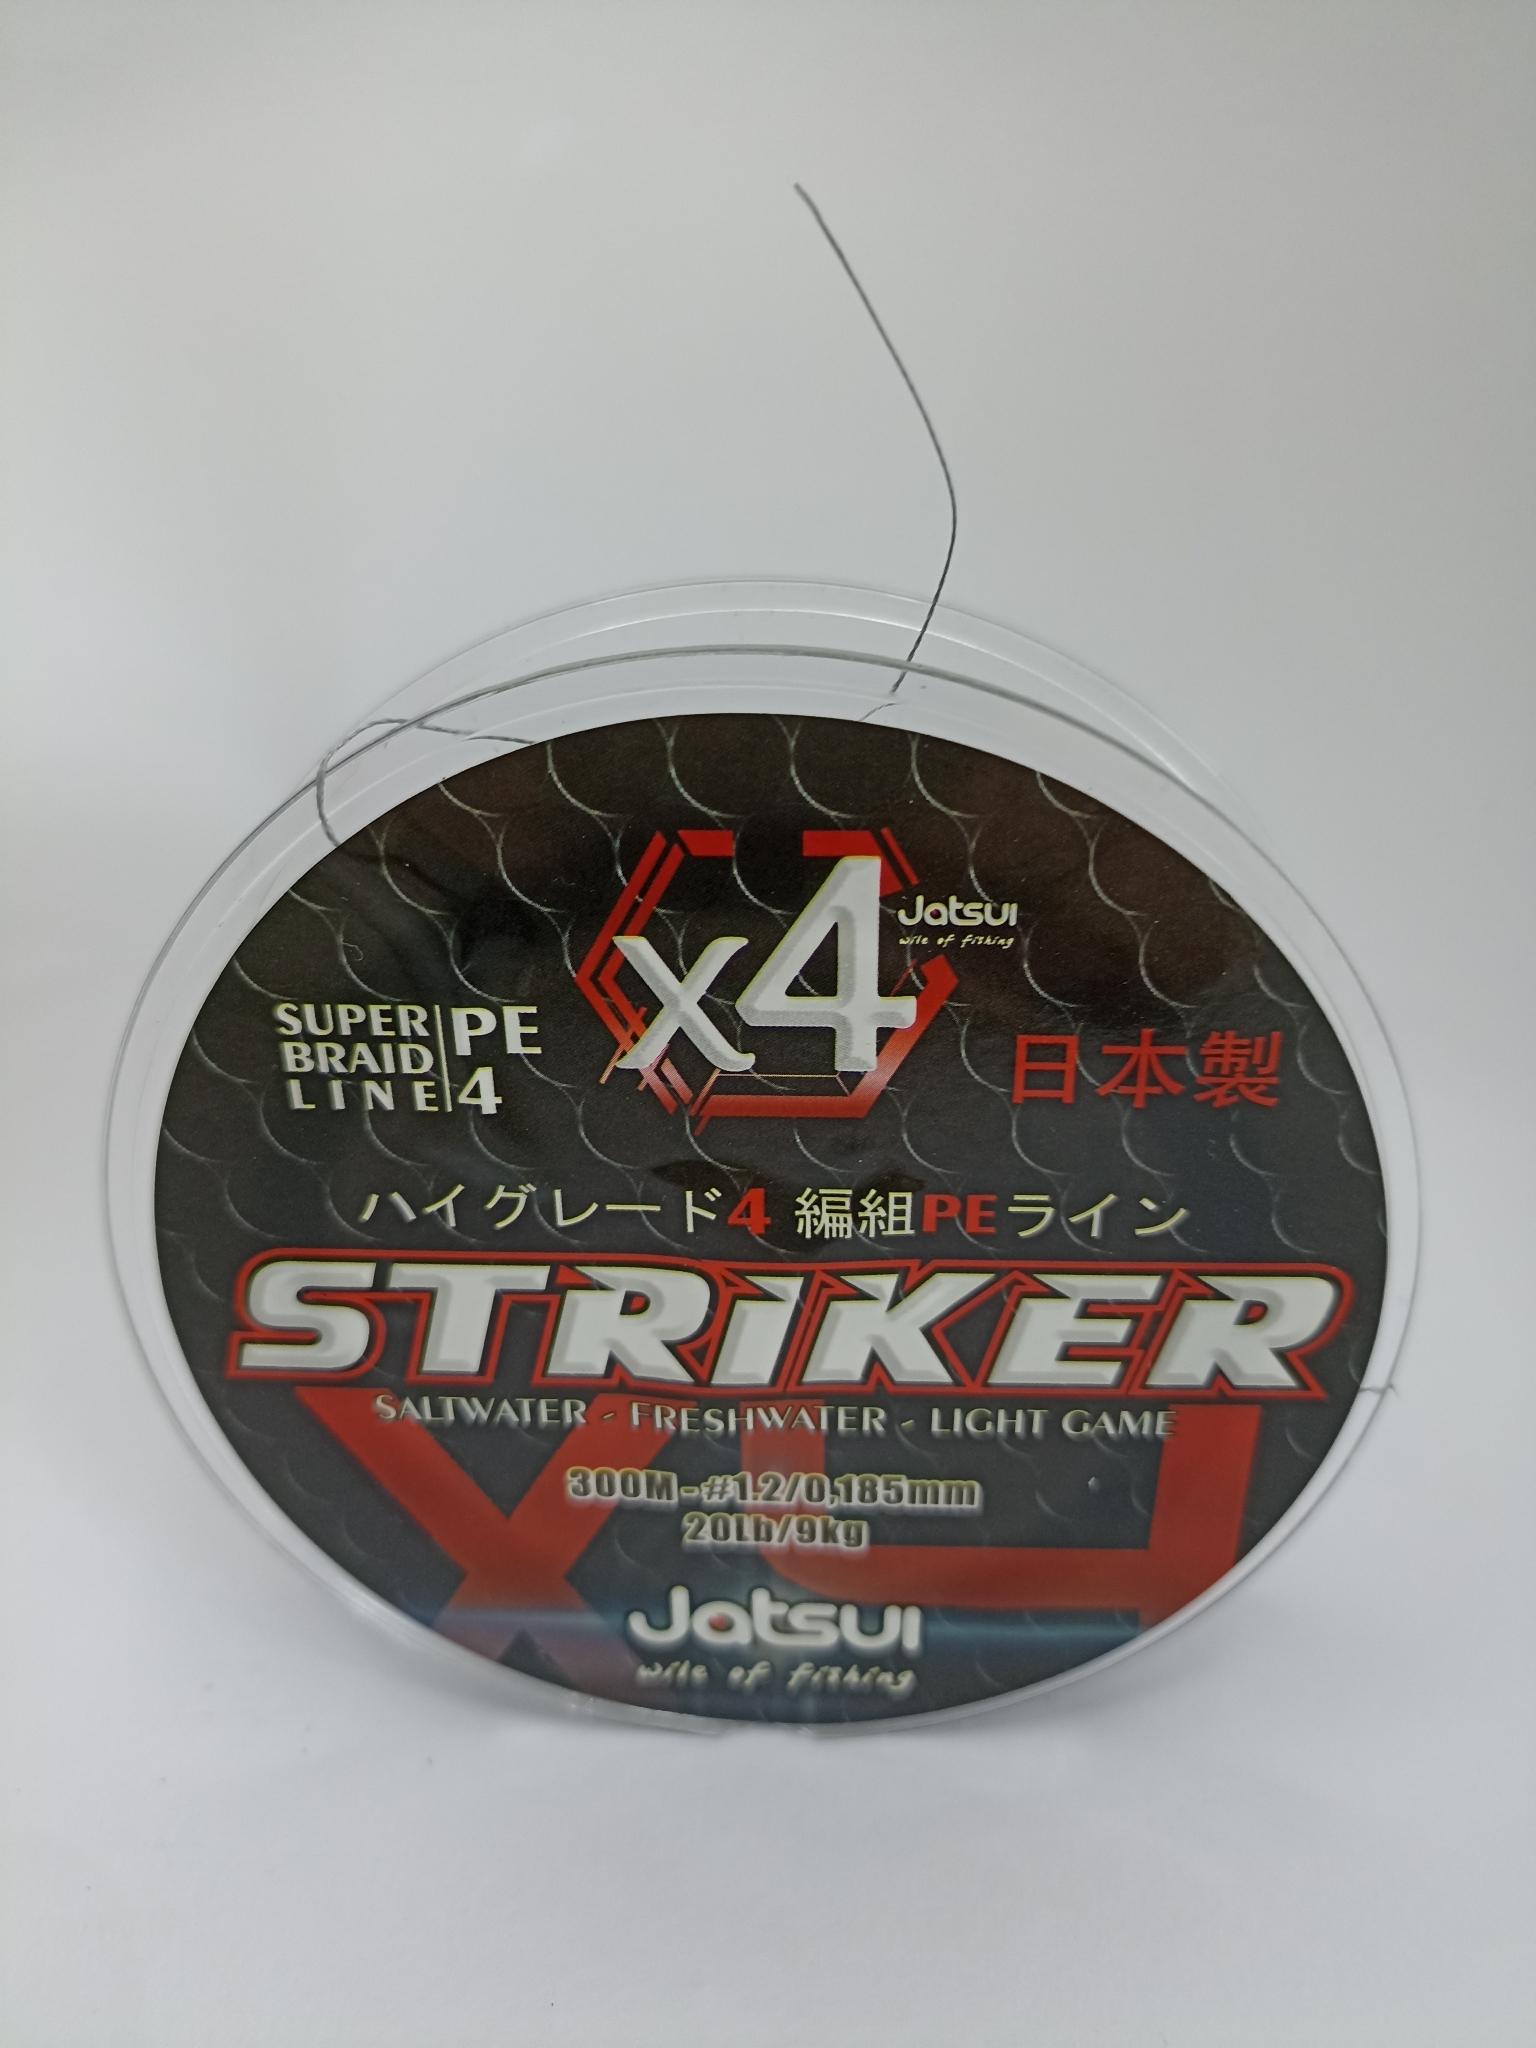 x4
Jatsui
wile of fishing
SUPER
BRAID
LINE
PE
4
日本製
ハイグレード4 編組PEライン
STRIKER
SALTWATER - FRESHWATER - LIGHT GAME
X4
300M - #1.2/0,185mm
20Lb/9kg
Jatsui
wile of fishing